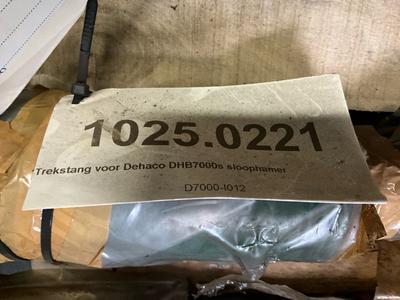 1025.0221
Trekstang voor Dehaco DHB7000s sloophamer
D7000-I012